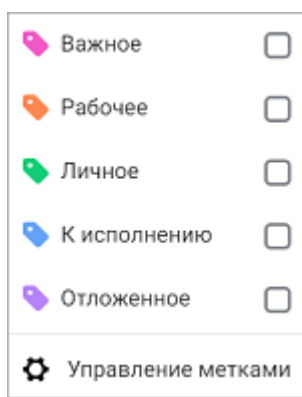 Важное
Рабочее
Личное
К исполнению
Отложенное
Управление метками